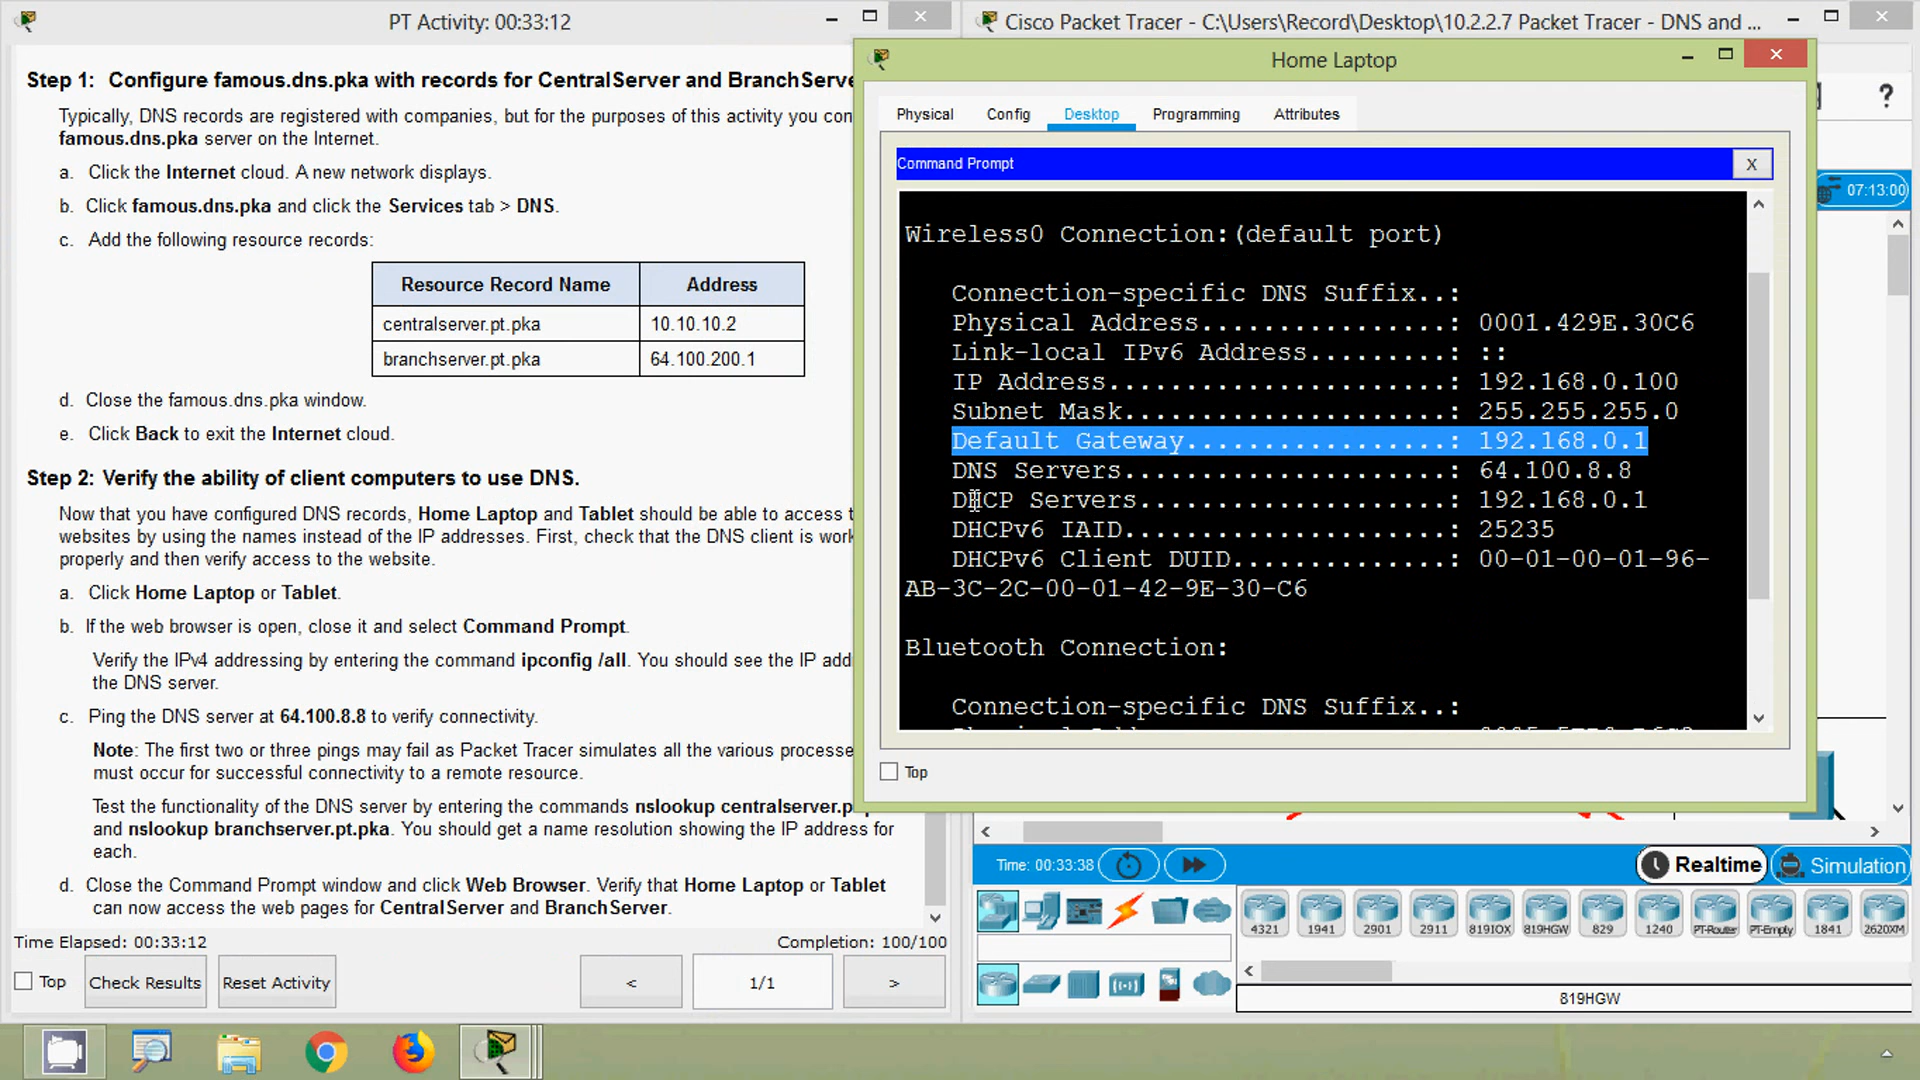 PT Activity: 00:33:12
Step 1: Configure famous.dns.pka with records for CentralServer and BranchServe
Typically, DNS records are registered with companies, but for the purposes of this activity you con
famous.dns.pka server on the Internet.
a. Click the Internet cloud. A new network displays.
b. Click famous.dns.pka and click the Services tab > DNS.
c. Add the following resource records:
Resource Record Name Address
centralserver.pt.pka 10.10.10.2
branchserver.pt.pka 64.100.200.1
d. Close the famous.dns.pka window.
e. Click Back to exit the Internet cloud.
Step 2: Verify the ability of client computers to use DNS.
Now that you have configured DNS records, Home Laptop and Tablet should be able to access t
websites by using the names instead of the IP addresses. First, check that the DNS client is work
properly and then verify access to the website.
a. Click Home Laptop or Tablet.
b. If the web browser is open, close it and select Command Prompt.
Verify the IPv4 addressing by entering the command ipconfig /all. You should see the IP add
the DNS server.
c. Ping the DNS server at 64.100.8.8 to verify connectivity.
Note: The first two or three pings may fail as Packet Tracer simulates all the various processe
must occur for successful connectivity to a remote resource.
Test the functionality of the DNS server by entering the commands nslookup centralserver.p
and nslookup branchserver.pt.pka. You should get a name resolution showing the IP address for
each.
d. Close the Command Prompt window and click Web Browser. Verify that Home Laptop or Tablet
can now access the web pages for CentralServer and BranchServer.
Time Elapsed: 00:33:12 Completion: 100/100
Top Check Results Reset Activity < 1/1 >
Cisco Packet Tracer - C:\Users\Record\Desktop\10.2.2.7 Packet Tracer - DNS and ...
?
07:13:00
Home Laptop
Physical Config Desktop Programming Attributes
Command Prompt X
Wireless0 Connection:(default port)
Connection-specific DNS Suffix..:
Physical Address................: 0001.429E.30C6
Link-local IPv6 Address.........: ::
IP Address......................: 192.168.0.100
Subnet Mask.....................: 255.255.255.0
Default Gateway.................: 192.168.0.1
DNS Servers.....................: 64.100.8.8
DHCP Servers....................: 192.168.0.1
DHCPv6 IAID.....................: 25235
DHCPv6 Client DUID..............: 00-01-00-01-96-
AB-3C-2C-00-01-42-9E-30-C6
Bluetooth Connection:
Connection-specific DNS Suffix..:
Top
Time: 00:33:38 Realtime Simulation
4321 1941 2901 2911 819IOX 819HGW 829 1240 PT-Router PT-Empty 1841 2620XM
819HGW